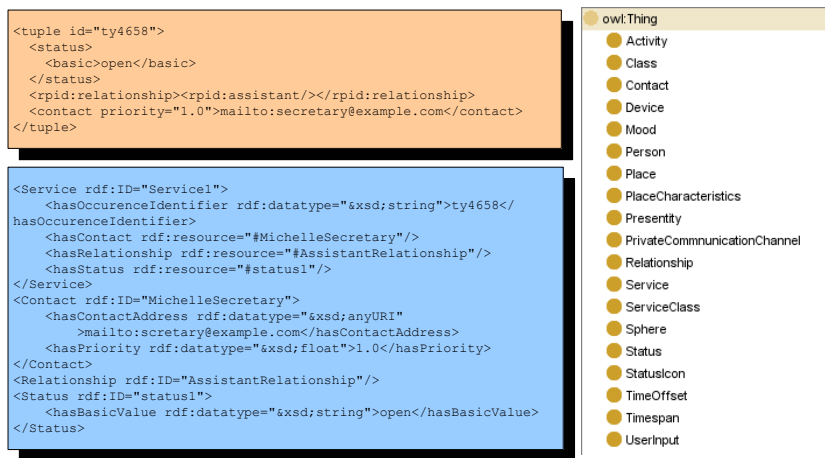 <tuple id="ty4658">
<status>
<basic>open</basic>
</status>
<rpid:relationship><rpid:assistant/></rpid:relationship>
<contact priority="1.0">mailto:secretary@example.com</contact>
</tuple>
<Service rdf:ID="Service1">
<hasOccurenceIdentifier rdf:datatype="&xsd;string">ty4658</
hasOccurenceIdentifier>
<hasContact rdf:resource="#MichelleSecretary"/>
<hasRelationship rdf:resource="#AssistantRelationship"/>
<hasStatus rdf:resource="#status1"/>
</Service>
<Contact rdf:ID="MichelleSecretary">
<hasContactAddress rdf:datatype="&xsd;anyURI"
>mailto:scretary@example.com</hasContactAddress>
<hasPriority rdf:datatype="&xsd;float">1.0</hasPriority>
</Contact>
<Relationship rdf:ID="AssistantRelationship"/>
<Status rdf:ID="status1">
<hasBasicValue rdf:datatype="&xsd;string">open</hasBasicValue>
</Status>
owl:Thing
Activity
Class
Contact
Device
Mood
Person
Place
PlaceCharacteristics
Presentity
PrivateCommnunicationChannel
Relationship
Service
ServiceClass
Sphere
Status
StatusIcon
TimeOffset
Timespan
UserInput